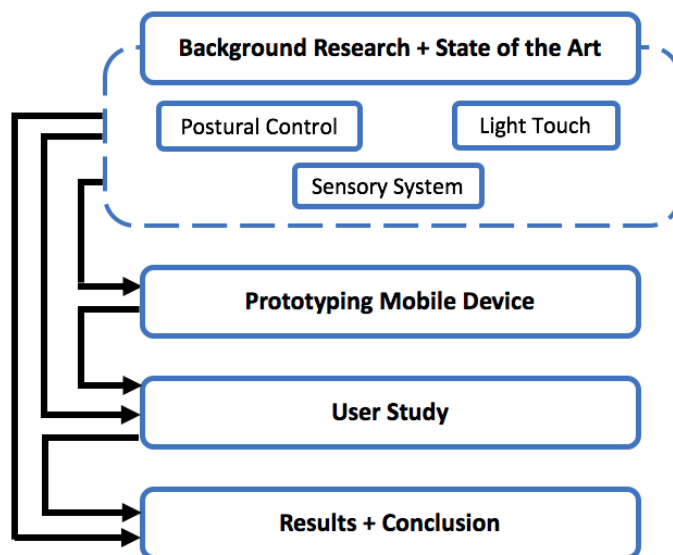 Background Research + State of the Art
Postural Control
Light Touch
Sensory System
Prototyping Mobile Device
User Study
Results + Conclusion